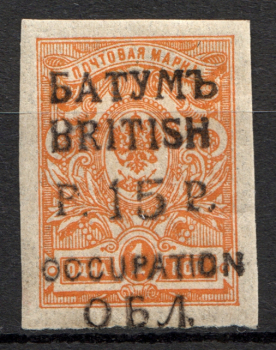 ПОЧТОВАЯ МАРКА
БАТУМЪ
BRITISH
Р. 15 Р.
OCCUPATION
ОБЛ.